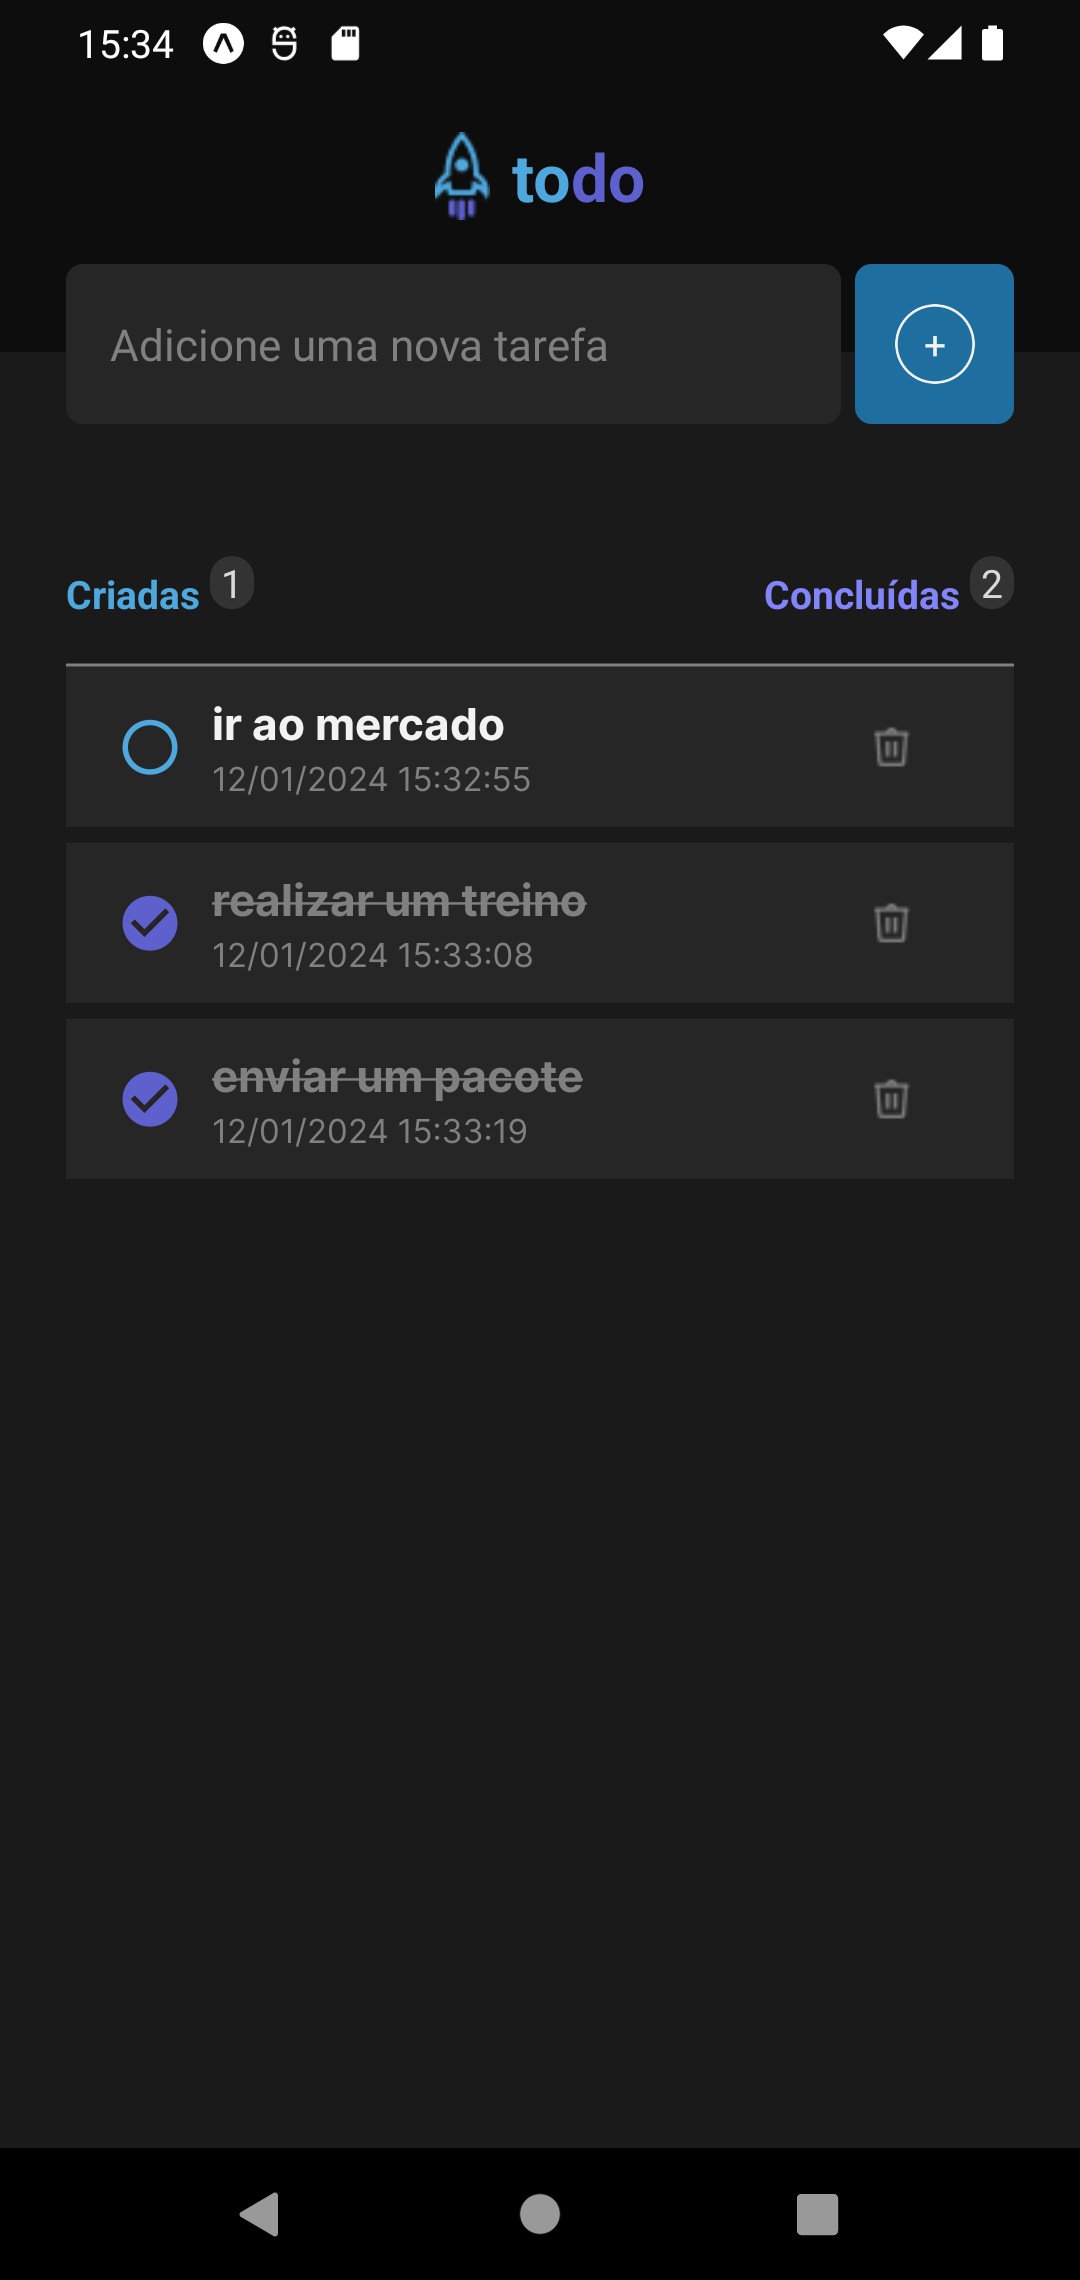 15:34
todo
Adicione uma nova tarefa
+
Criadas 1
Concluídas 2
ir ao mercado
12/01/2024 15:32:55
realizar um treino
12/01/2024 15:33:08
enviar um pacote
12/01/2024 15:33:19